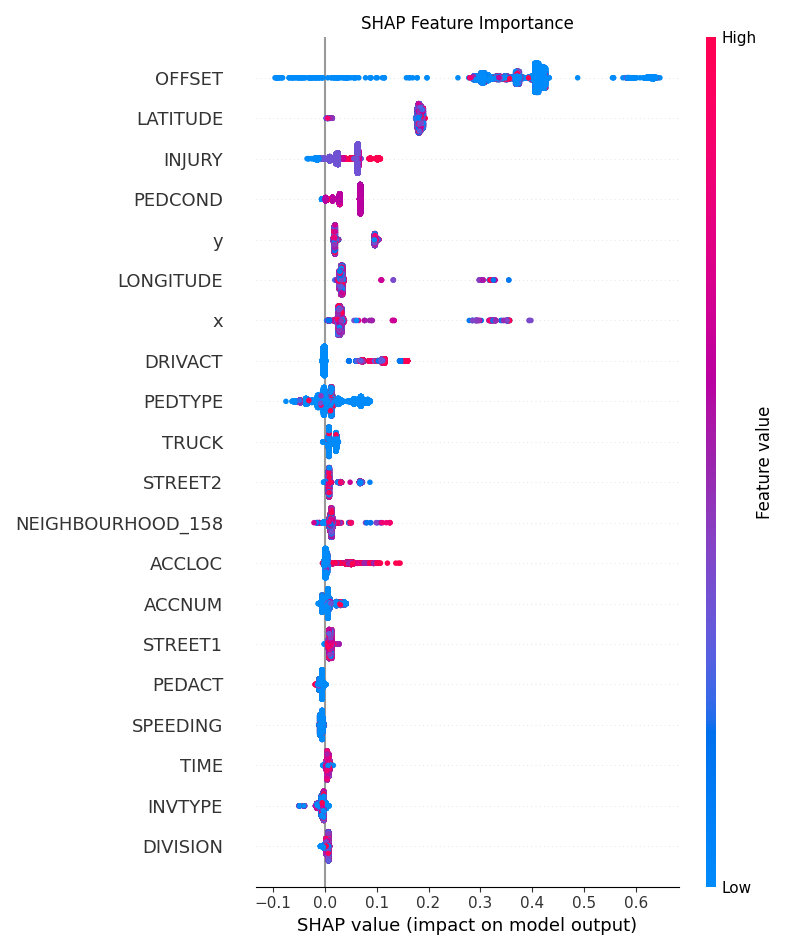 SHAP Feature Importance
High
OFFSET
LATITUDE
INJURY
PEDCOND
y
LONGITUDE
x
DRIVACT
PEDTYPE
TRUCK
STREET2
NEIGHBOURHOOD_158
ACCLOC
ACCNUM
STREET1
PEDACT
SPEEDING
TIME
INVTYPE
DIVISION
Feature value
Low
−0.1 0.0 0.1 0.2 0.3 0.4 0.5 0.6
SHAP value (impact on model output)